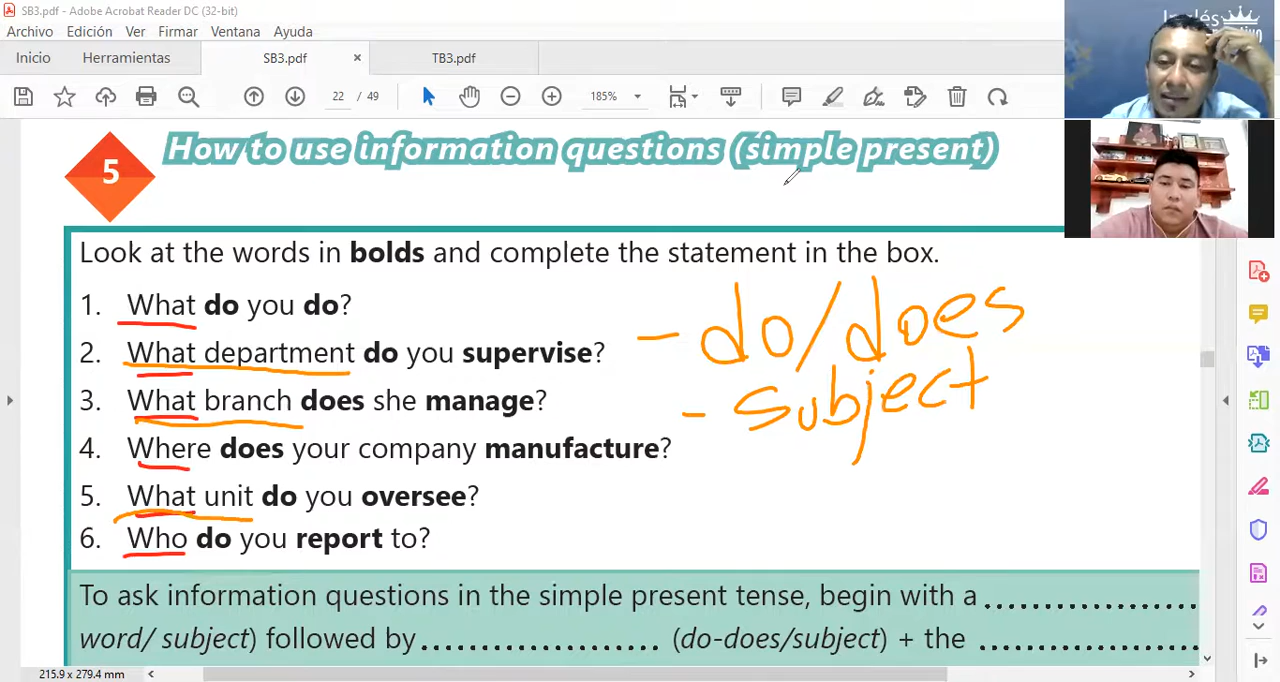 SB3.pdf - Adobe Acrobat Reader DC (32-bit)
Archivo Edición Ver Firmar Ventana Ayuda
Inicio Herramientas SB3.pdf × TB3.pdf
22 / 49 185%
Inglés
5 How to use information questions (simple present)
Look at the words in bolds and complete the statement in the box.
1. What do you do?
2. What department do you supervise?
3. What branch does she manage?
4. Where does your company manufacture?
5. What unit do you oversee?
6. Who do you report to?
- do/does
- subject
To ask information questions in the simple present tense, begin with a ........................
word/ subject) followed by ........................ (do-does/subject) + the ........................
215.9 x 279.4 mm